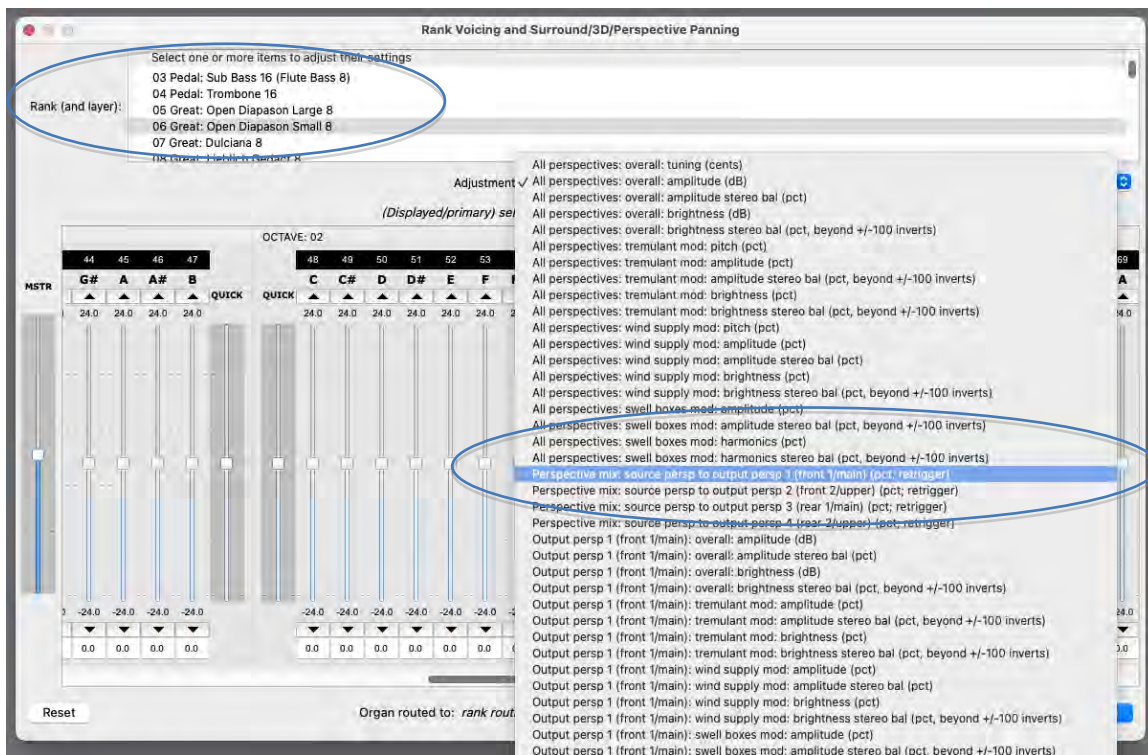 Rank Voicing and Surround/3D/Perspective Panning
Select one or more items to adjust their settings
03 Pedal: Sub Bass 16 (Flute Bass 8)
04 Pedal: Trombone 16
Rank (and layer):
05 Great: Open Diapason Large 8
06 Great: Open Diapason Small 8
07 Great: Dulciana 8
08 Great: Lieblich Gedact 8
Adjustment
(Displayed/primary)
✓ All perspectives: overall: amplitude (dB)
All perspectives: overall: tuning (cents)
All perspectives: overall: amplitude stereo bal (pct)
All perspectives: overall: brightness (dB)
All perspectives: overall: brightness stereo bal (pct, beyond +/-100 inverts)
All perspectives: tremulant mod: pitch (pct)
All perspectives: tremulant mod: amplitude (pct)
All perspectives: tremulant mod: amplitude stereo bal (pct, beyond +/-100 inverts)
All perspectives: tremulant mod: brightness (pct)
All perspectives: tremulant mod: brightness stereo bal (pct, beyond +/-100 inverts)
All perspectives: wind supply mod: pitch (pct)
All perspectives: wind supply mod: amplitude (pct)
All perspectives: wind supply mod: amplitude stereo bal (pct)
All perspectives: wind supply mod: brightness (pct)
All perspectives: wind supply mod: brightness stereo bal (pct, beyond +/-100 inverts)
All perspectives: swell boxes mod: amplitude (pct)
All perspectives: swell boxes mod: amplitude stereo bal (pct, beyond +/-100 inverts)
All perspectives: swell boxes mod: harmonics (pct)
All perspectives: swell boxes mod: harmonics stereo bal (pct, beyond +/-100 inverts)
Perspective mix: source persp to output persp 1 (front 1/main) (pct; retrigger)
Perspective mix: source persp to output persp 2 (front 2/upper) (pct; retrigger)
Perspective mix: source persp to output persp 3 (rear 1/main) (pct; retrigger)
Perspective mix: source persp to output persp 4 (rear 2/upper) (pct; retrigger)
Output persp 1 (front 1/main): overall: amplitude (dB)
Output persp 1 (front 1/main): overall: amplitude stereo bal (pct)
Output persp 1 (front 1/main): overall: brightness (dB)
Output persp 1 (front 1/main): overall: brightness stereo bal (pct, beyond +/-100 inverts)
Output persp 1 (front 1/main): tremulant mod: amplitude (pct)
Output persp 1 (front 1/main): tremulant mod: amplitude stereo bal (pct, beyond +/-100 inverts)
Output persp 1 (front 1/main): tremulant mod: brightness (pct)
Output persp 1 (front 1/main): tremulant mod: brightness stereo bal (pct, beyond +/-100 inverts)
Output persp 1 (front 1/main): wind supply mod: amplitude (pct)
Output persp 1 (front 1/main): wind supply mod: amplitude stereo bal (pct)
Output persp 1 (front 1/main): wind supply mod: brightness (pct)
Output persp 1 (front 1/main): wind supply mod: brightness stereo bal (pct, beyond +/-100 inverts)
Output persp 1 (front 1/main): swell boxes mod: amplitude (pct)
Output persp 1 (front 1/main): swell boxes mod: amplitude stereo bal (pct, beyond +/-100 inverts)
OCTAVE: 02
44 45 46 47 48 49 50 51 52 53 69
MSTR G# A A# B C C# D D# E F A
QUICK QUICK
24.0 24.0 24.0 24.0 24.0 24.0 24.0 24.0 24.0 24.0
-24.0 -24.0 -24.0 -24.0 -24.0 -24.0 -24.0 -24.0 -24.0 -24.0
0.0 0.0 0.0 0.0 0.0 0.0 0.0 0.0 0.0 0.0
Reset
Organ routed to: rank